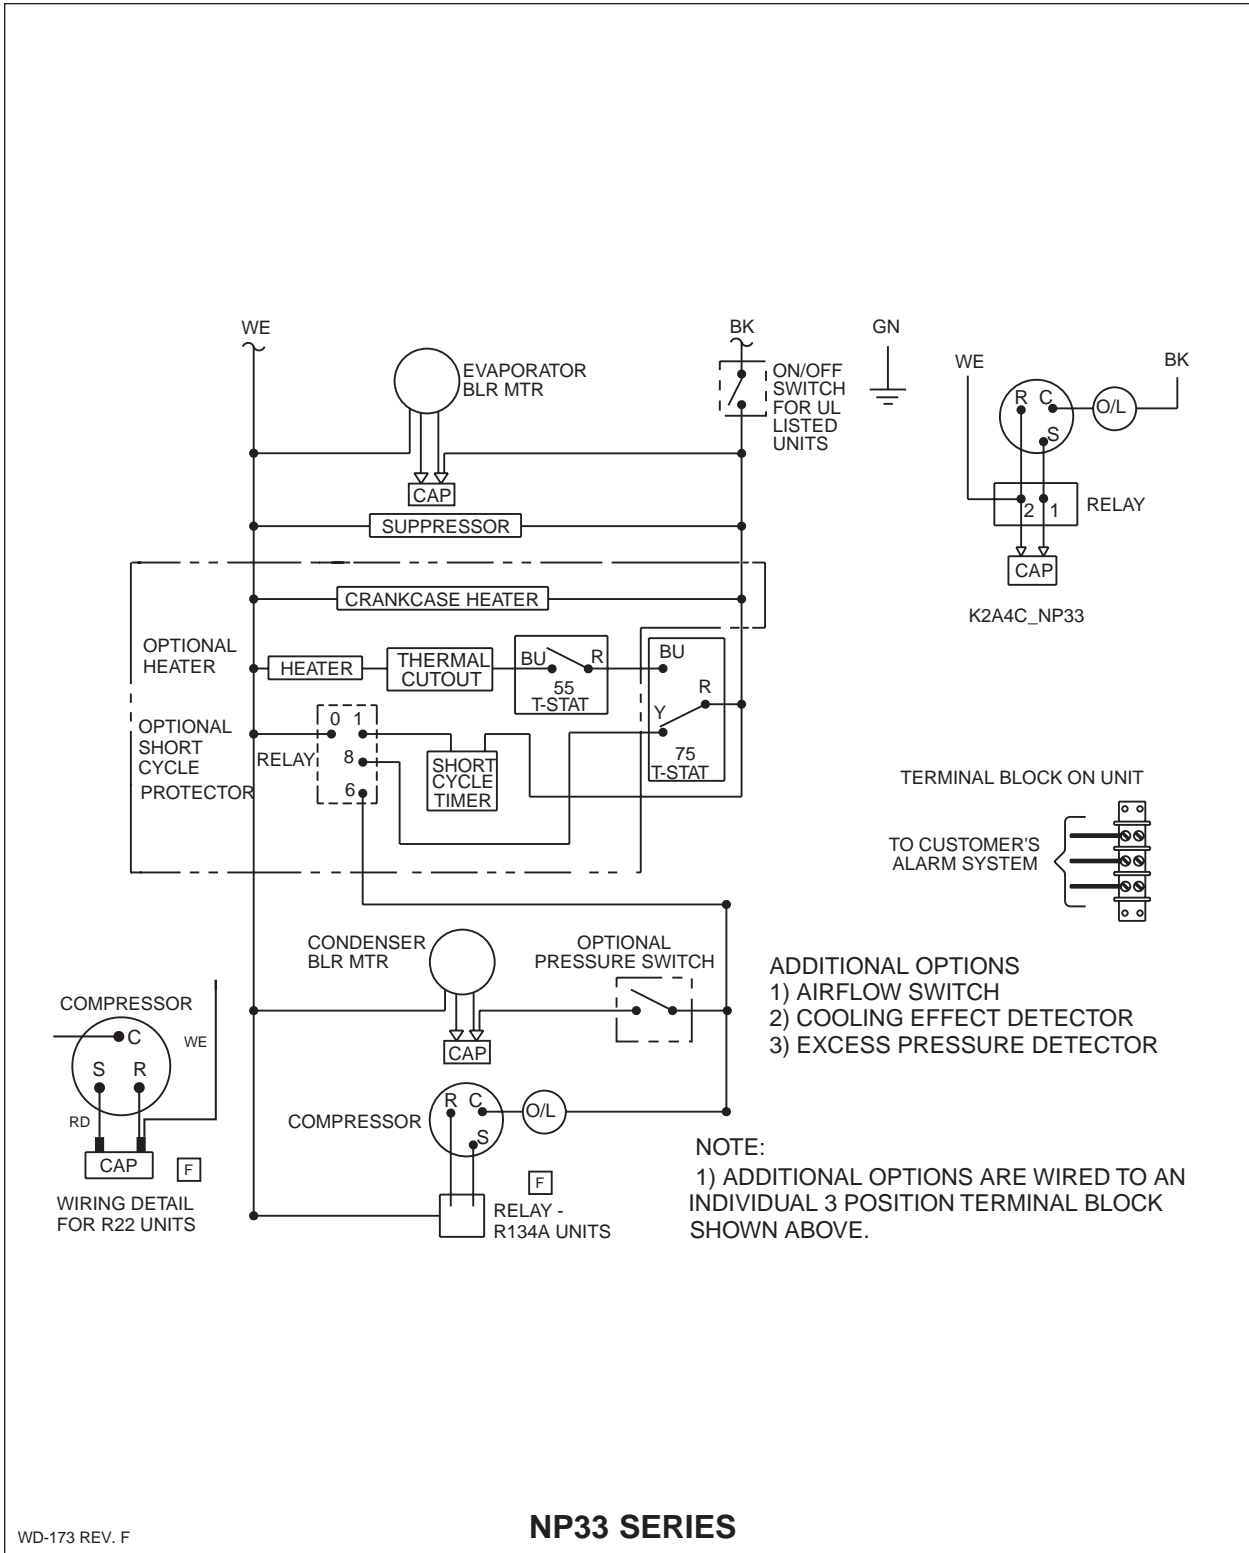 WE
BK
GN
EVAPORATOR
BLR MTR
CAP
ON/OFF
SWITCH
FOR UL
LISTED
UNITS
WE
BK
R
C
S
O/L
2
1
RELAY
CAP
K2A4C_NP33
SUPPRESSOR
CRANKCASE HEATER
OPTIONAL
HEATER
HEATER
THERMAL
CUTOUT
BU
R
55
T-STAT
BU
R
Y
75
T-STAT
OPTIONAL
SHORT
CYCLE
PROTECTOR
RELAY
0
1
8
6
SHORT
CYCLE
TIMER
TERMINAL BLOCK ON UNIT
TO CUSTOMER'S
ALARM SYSTEM
CONDENSER
BLR MTR
CAP
OPTIONAL
PRESSURE SWITCH
ADDITIONAL OPTIONS
1) AIRFLOW SWITCH
2) COOLING EFFECT DETECTOR
3) EXCESS PRESSURE DETECTOR
COMPRESSOR
C
S
R
WE
RD
CAP
F
WIRING DETAIL
FOR R22 UNITS
COMPRESSOR
R
C
S
O/L
F
RELAY -
R134A UNITS
NOTE:
1) ADDITIONAL OPTIONS ARE WIRED TO AN
INDIVIDUAL 3 POSITION TERMINAL BLOCK
SHOWN ABOVE.
WD-173 REV. F
NP33 SERIES